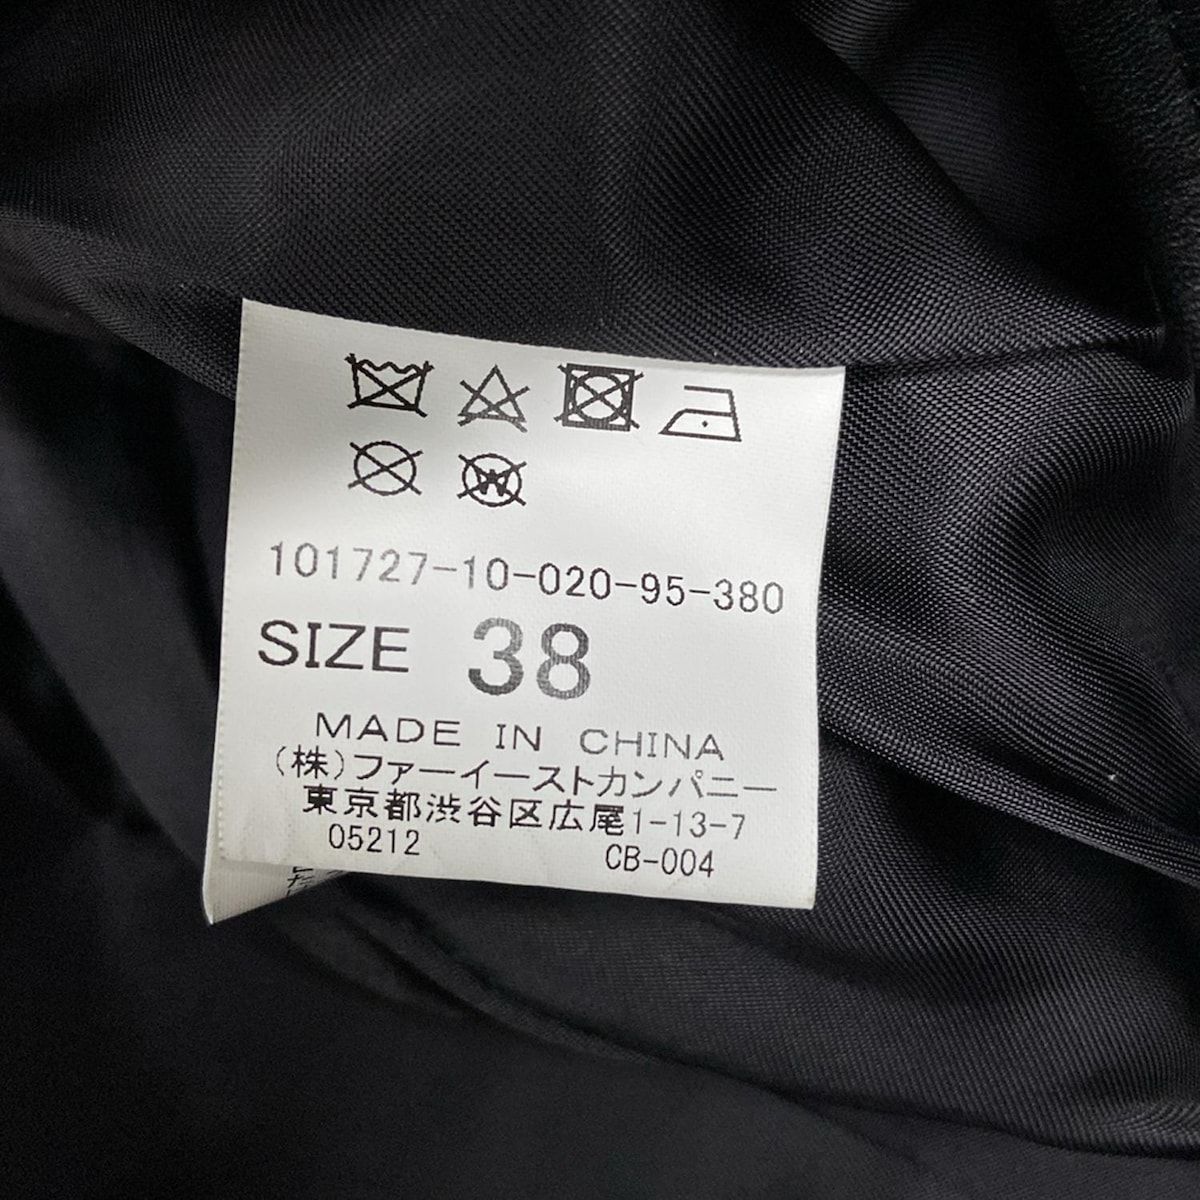 W
101727-10-020-95-380
SIZE 38
MADE IN CHINA
(株)ファーイーストカンパニー
東京都渋谷区広尾1-13-7
05212 CB-004